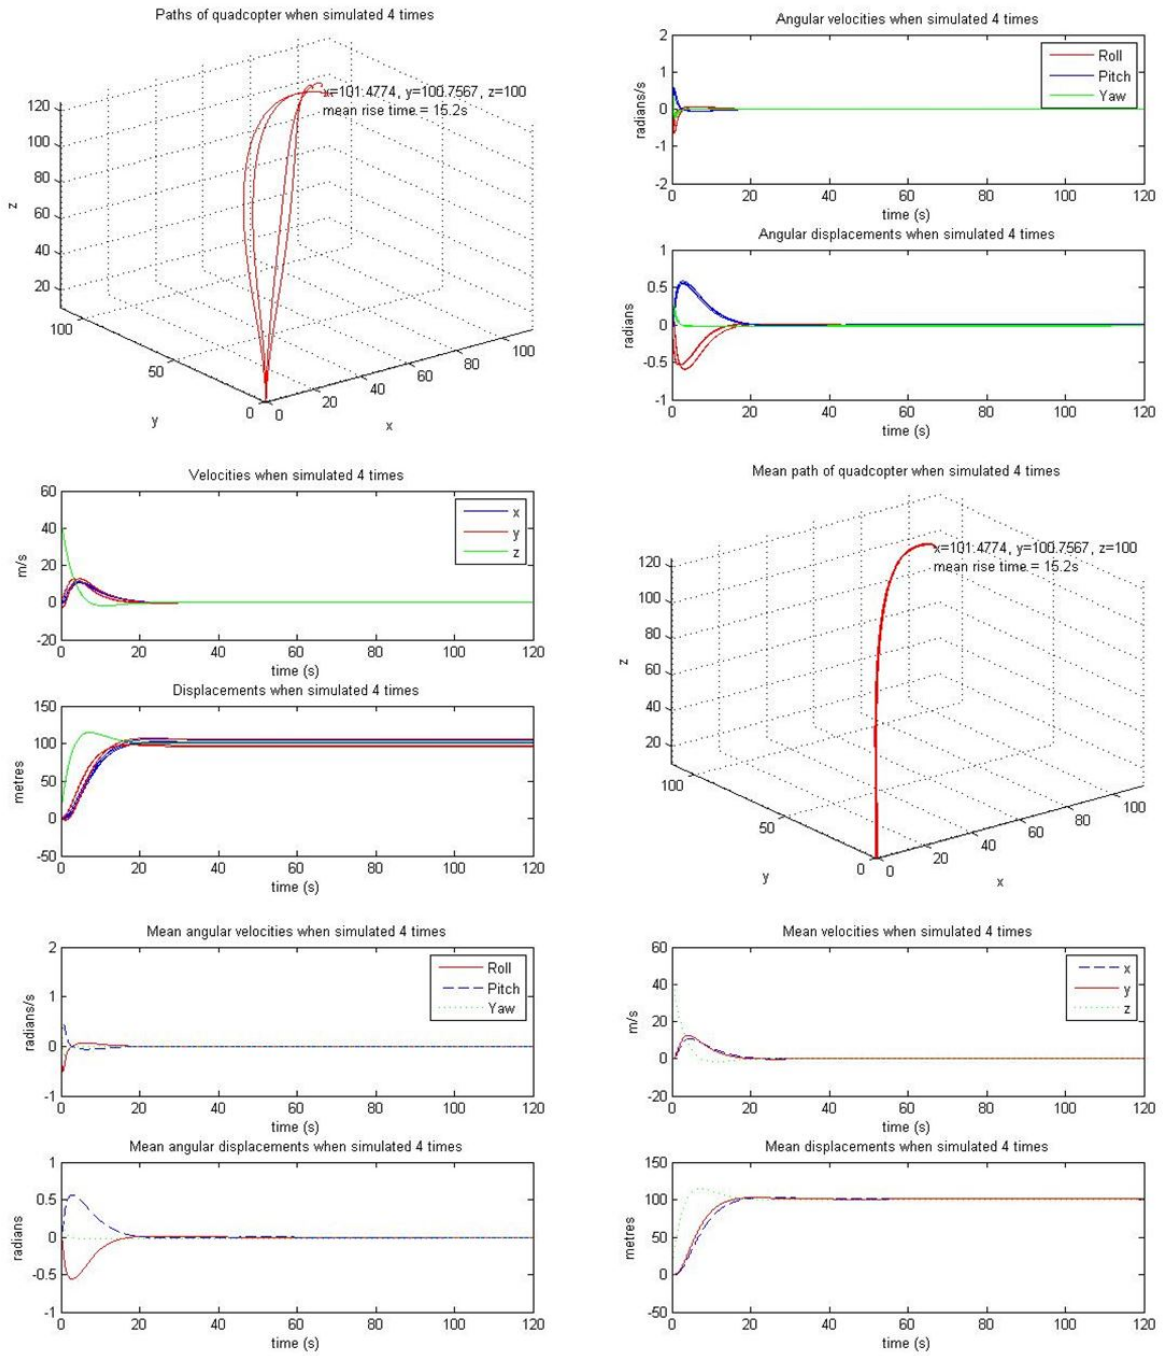 Paths of quadcopter when simulated 4 times
x=101.4774, y=100.7567, z=100
mean rise time = 15.2s
120
100
80
60
40
20
z
100
50
0
y
0
20
40
60
80
100
x
Angular velocities when simulated 4 times
2
1
0
-1
-2
radians/s
Roll
Pitch
Yaw
0 20 40 60 80 100 120
time (s)
Angular displacements when simulated 4 times
1
0.5
0
-0.5
-1
radians
0 20 40 60 80 100 120
time (s)
Velocities when simulated 4 times
60
40
20
0
-20
m/s
x
y
z
0 20 40 60 80 100 120
time (s)
Displacements when simulated 4 times
150
100
50
0
-50
metres
0 20 40 60 80 100 120
time (s)
Mean path of quadcopter when simulated 4 times
x=101.4774, y=100.7567, z=100
mean rise time = 15.2s
120
100
80
60
40
20
z
100
50
0
y
0
20
40
60
80
100
x
Mean angular velocities when simulated 4 times
2
1
0
-1
radians/s
Roll
Pitch
Yaw
0 20 40 60 80 100 120
time (s)
Mean angular displacements when simulated 4 times
1
0.5
0
-0.5
-1
radians
0 20 40 60 80 100 120
time (s)
Mean velocities when simulated 4 times
60
40
20
0
-20
m/s
x
y
z
0 20 40 60 80 100 120
time (s)
Mean displacements when simulated 4 times
150
100
50
0
-50
metres
0 20 40 60 80 100 120
time (s)